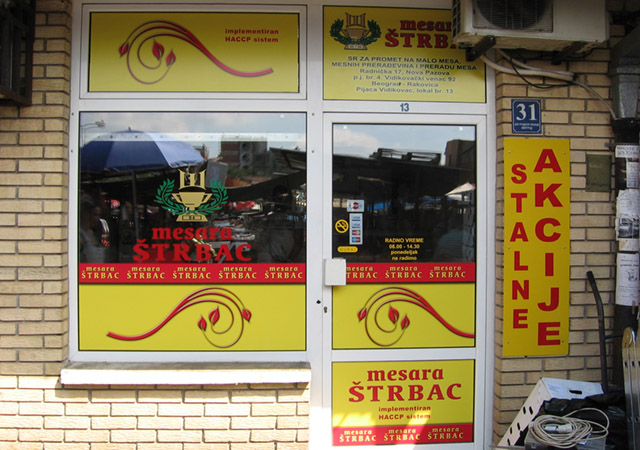 implementiran
HACCP sistem
mesara
ŠTRBAC
SR ZA PROMET NA MALO MESA,
MESNIH PRERAĐEVINA I PRERADU MESA
Radnička 17, Nova Pazova
p.j. br. 4, Vidikovački venac 92
Beograd - Rakovica
Pijaca Vidikovac, lokal br. 13
13
31
STALNE
AKCIJE
mesara
ŠTRBAC
RADNO VREME
06.00 - 14.30
ponedeljak
ne radimo
mesara mesara mesara mesara mesara
ŠTRBAC ŠTRBAC ŠTRBAC ŠTRBAC ŠTRBAC
mesara mesara mesara
ŠTRBAC ŠTRBAC ŠTRBAC
mesara
ŠTRBAC
implementiran
HACCP sistem
mesara mesara mesara
ŠTRBAC ŠTRBAC ŠTRBAC